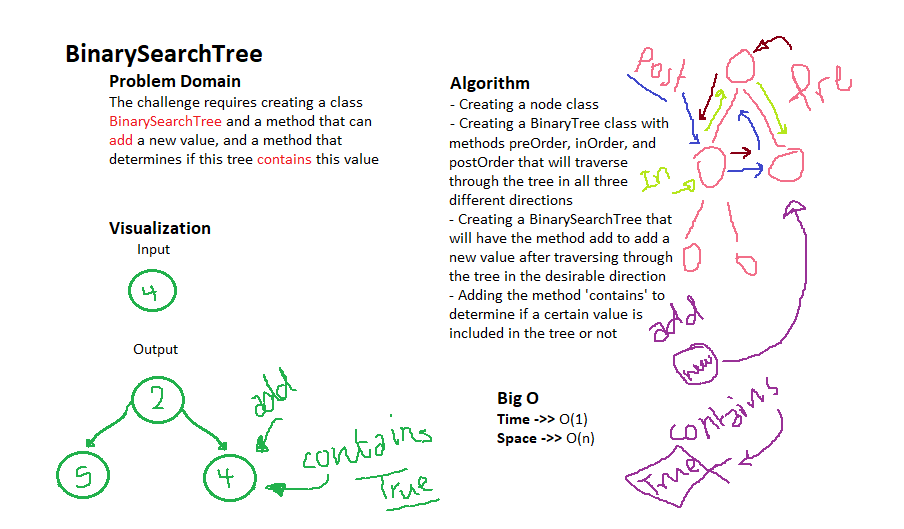 BinarySearchTree
Problem Domain
The challenge requires creating a class
BinarySearchTree and a method that can
add a new value, and a method that
determines if this tree contains this value
Visualization
Input
4
Output
2
5
4
add
contains
True
Algorithm
- Creating a node class
- Creating a BinaryTree class with
methods preOrder, inOrder, and
postOrder that will traverse
through the tree in all three
different directions
- Creating a BinarySearchTree that
will have the method add to add a
new value after traversing through
the tree in the desirable direction
- Adding the method 'contains' to
determine if a certain value is
included in the tree or not
Big O
Time ->> O(1)
Space ->> O(n)
Post
Pre
In
add
new
contains
True